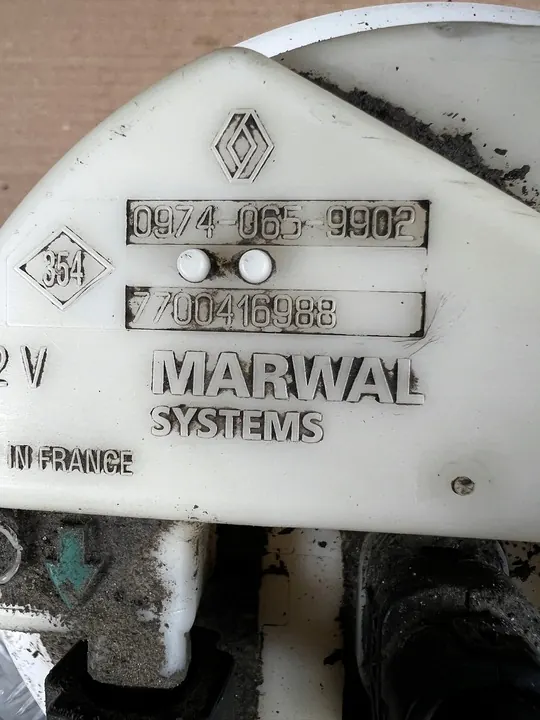 0974-065-9902
354
7700416988
2 V
MARWAL
SYSTEMS
IN FRANCE